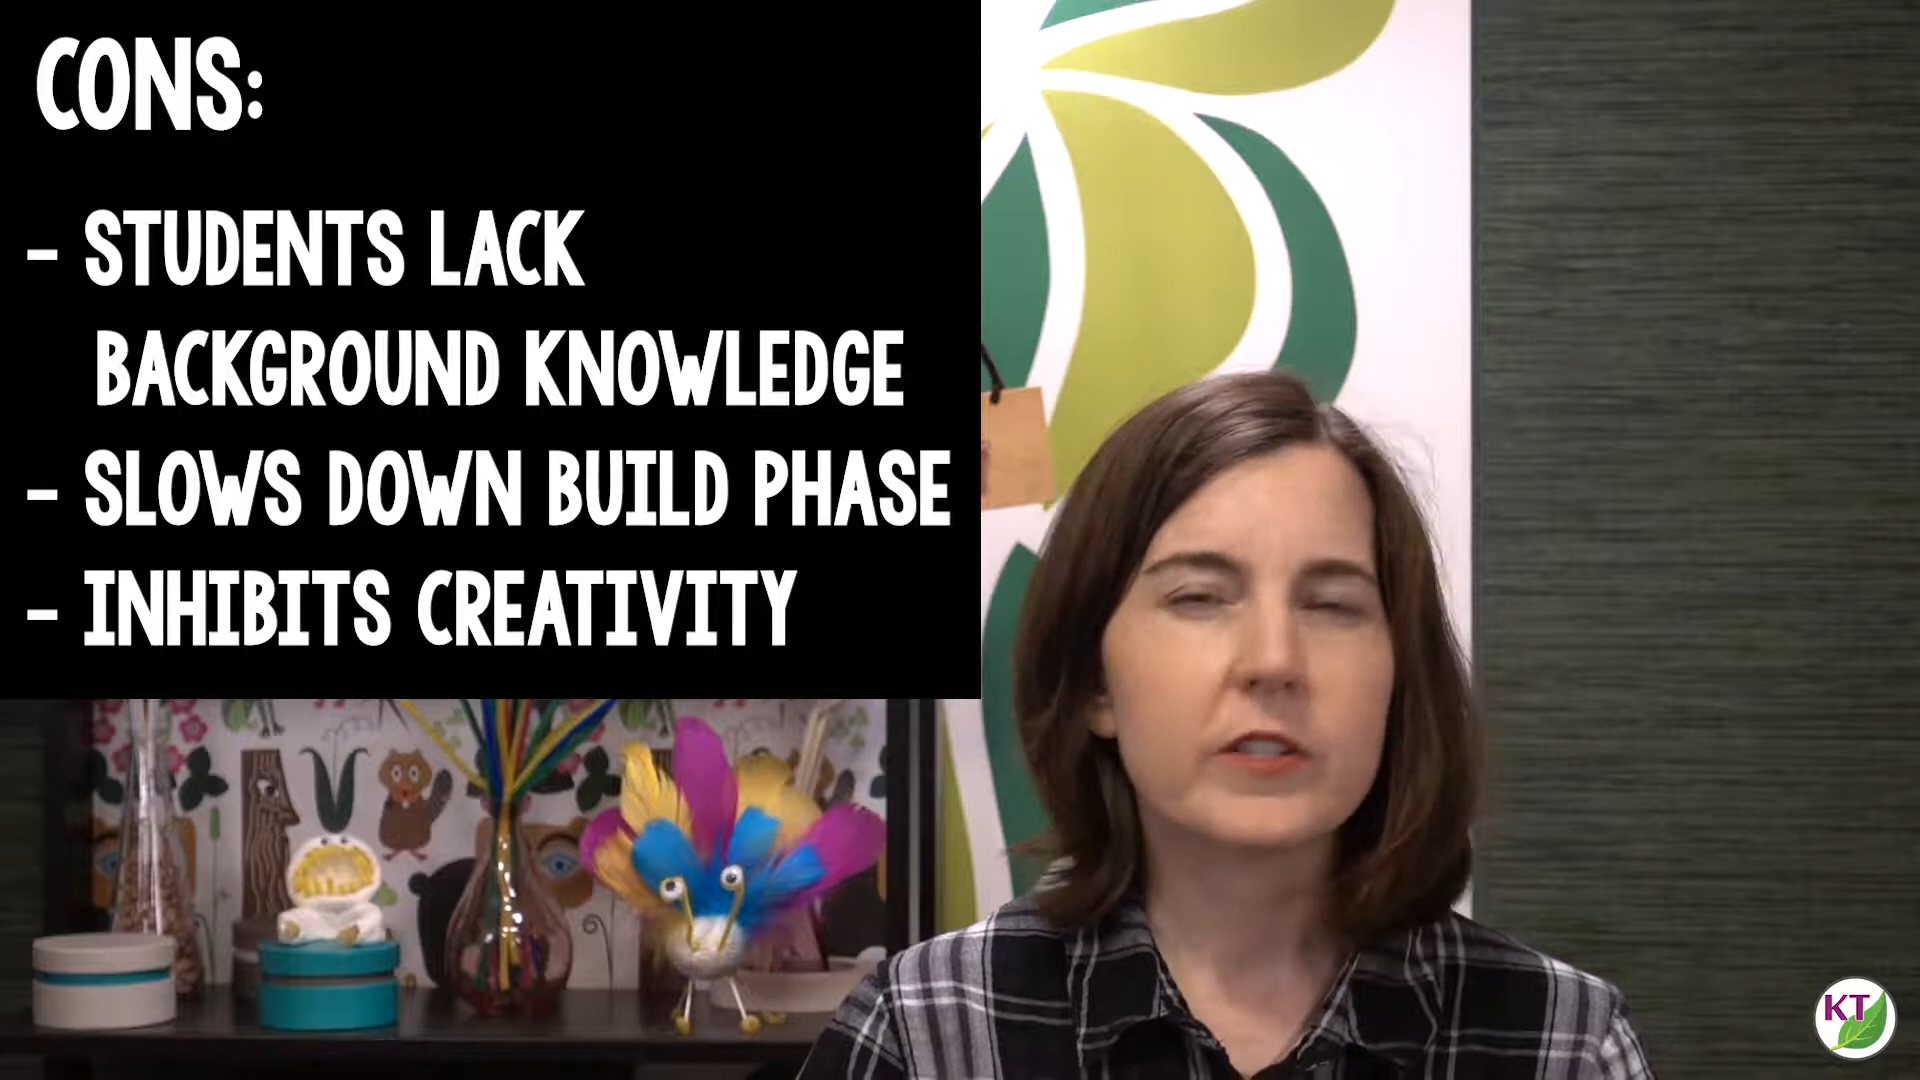 CONS:
- STUDENTS LACK
BACKGROUND KNOWLEDGE
- SLOWS DOWN BUILD PHASE
- INHIBITS CREATIVITY
KT